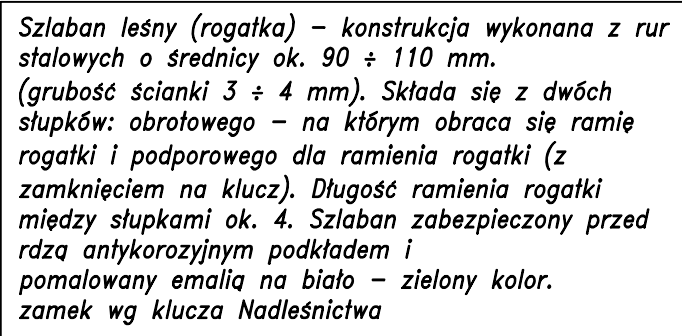 Szlaban leśny (rogatka) – konstrukcja wykonana z rur
stalowych o średnicy ok. 90 ÷ 110 mm.
(grubość ścianki 3 ÷ 4 mm). Składa się z dwóch
słupków: obrotowego – na którym obraca się ramię
rogatki i podporowego dla ramienia rogatki (z
zamknięciem na klucz). Długość ramienia rogatki
między słupkami ok. 4. Szlaban zabezpieczony przed
rdzą antykorozyjnym podkładem i
pomalowany emalią na biało – zielony kolor.
zamek wg klucza Nadleśnictwa